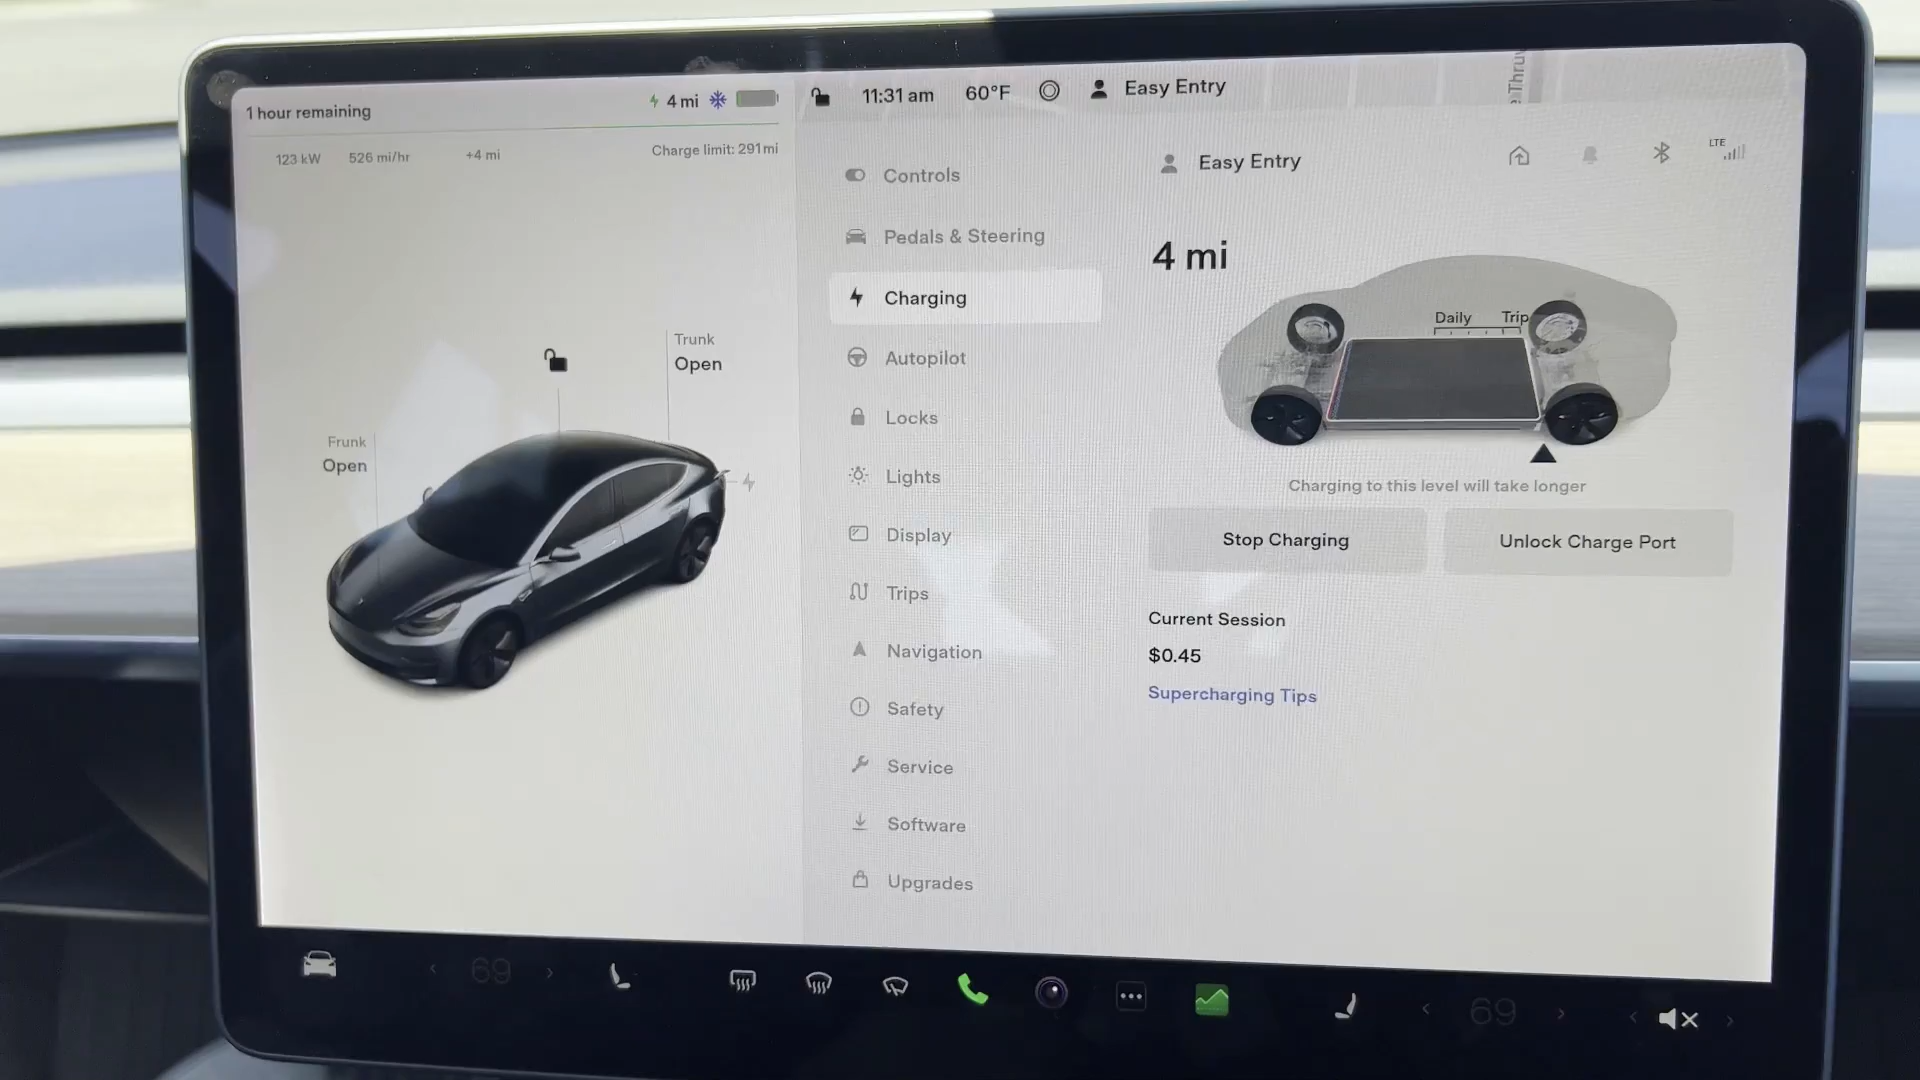 1 hour remaining
4 mi
123 kW 526 mi/hr +4 mi
Charge limit: 291 mi
Trunk
Open
Frunk
Open
11:31 am 60°F Easy Entry
Controls
Pedals & Steering
Charging
Autopilot
Locks
Lights
Display
Trips
Navigation
Safety
Service
Software
Upgrades
Easy Entry
LTE
4 mi
Daily Trip
Charging to this level will take longer
Stop Charging
Unlock Charge Port
Current Session
$0.45
Supercharging Tips
69
69